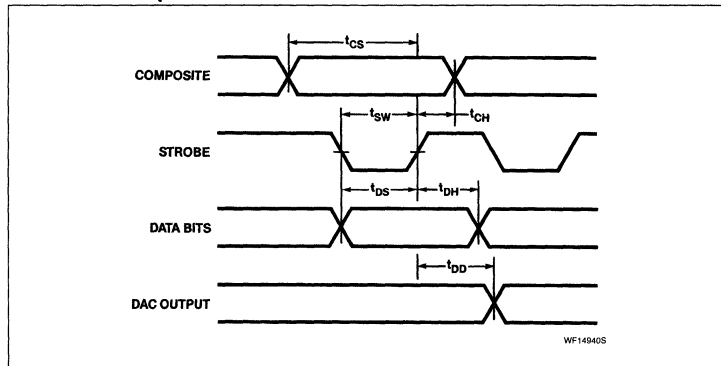 tCS
COMPOSITE
tSW
tCH
STROBE
tDS
tDH
DATA BITS
tDD
DAC OUTPUT
WF14940S